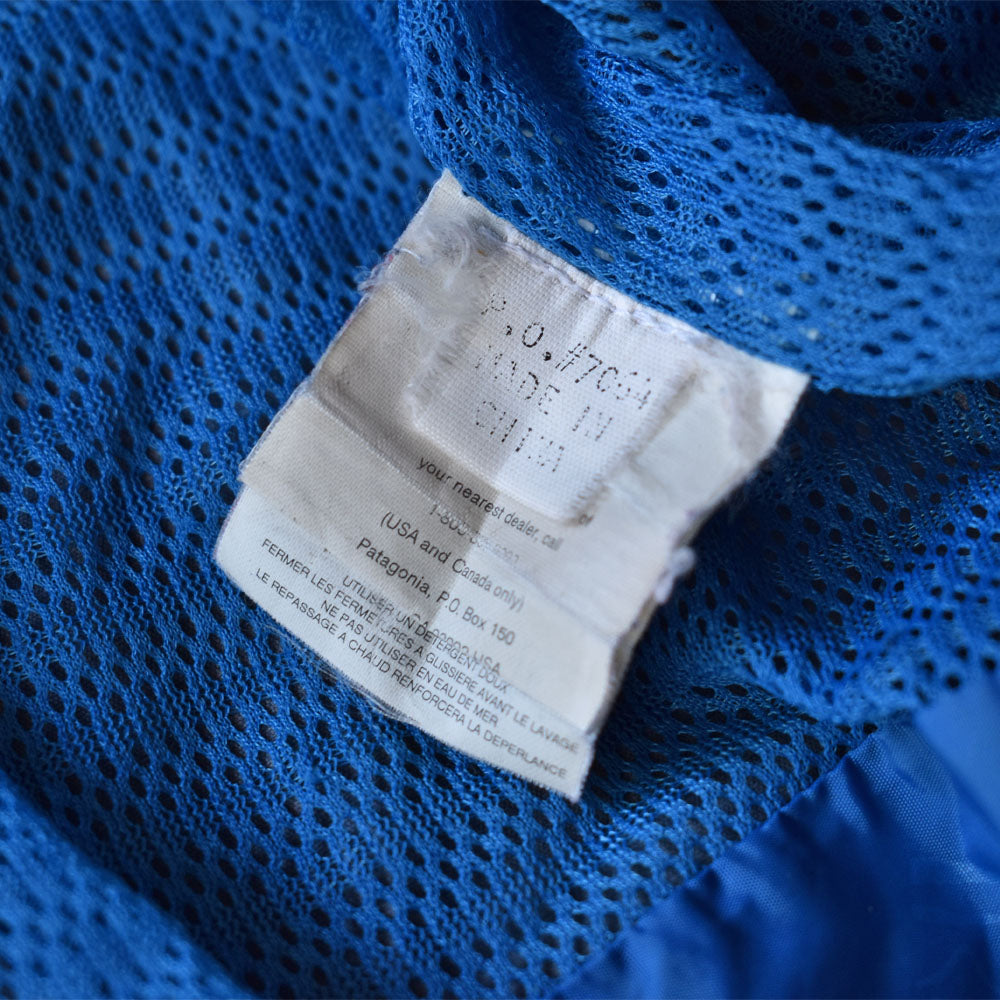 P.O.#7034
MADE IN
CHINA
your nearest dealer, call
(USA and Canada only)
Patagonia, P.O. Box 150
USA
UTILISER UN DETERGENT DOUX
FERMER LES FERMETURES A GLISSIERE AVANT LE LAVAGE
NE PAS UTILISER EN EAU DE MER
LE REPASSAGE A CHAUD RENFORCERA LA DEPERLANCE